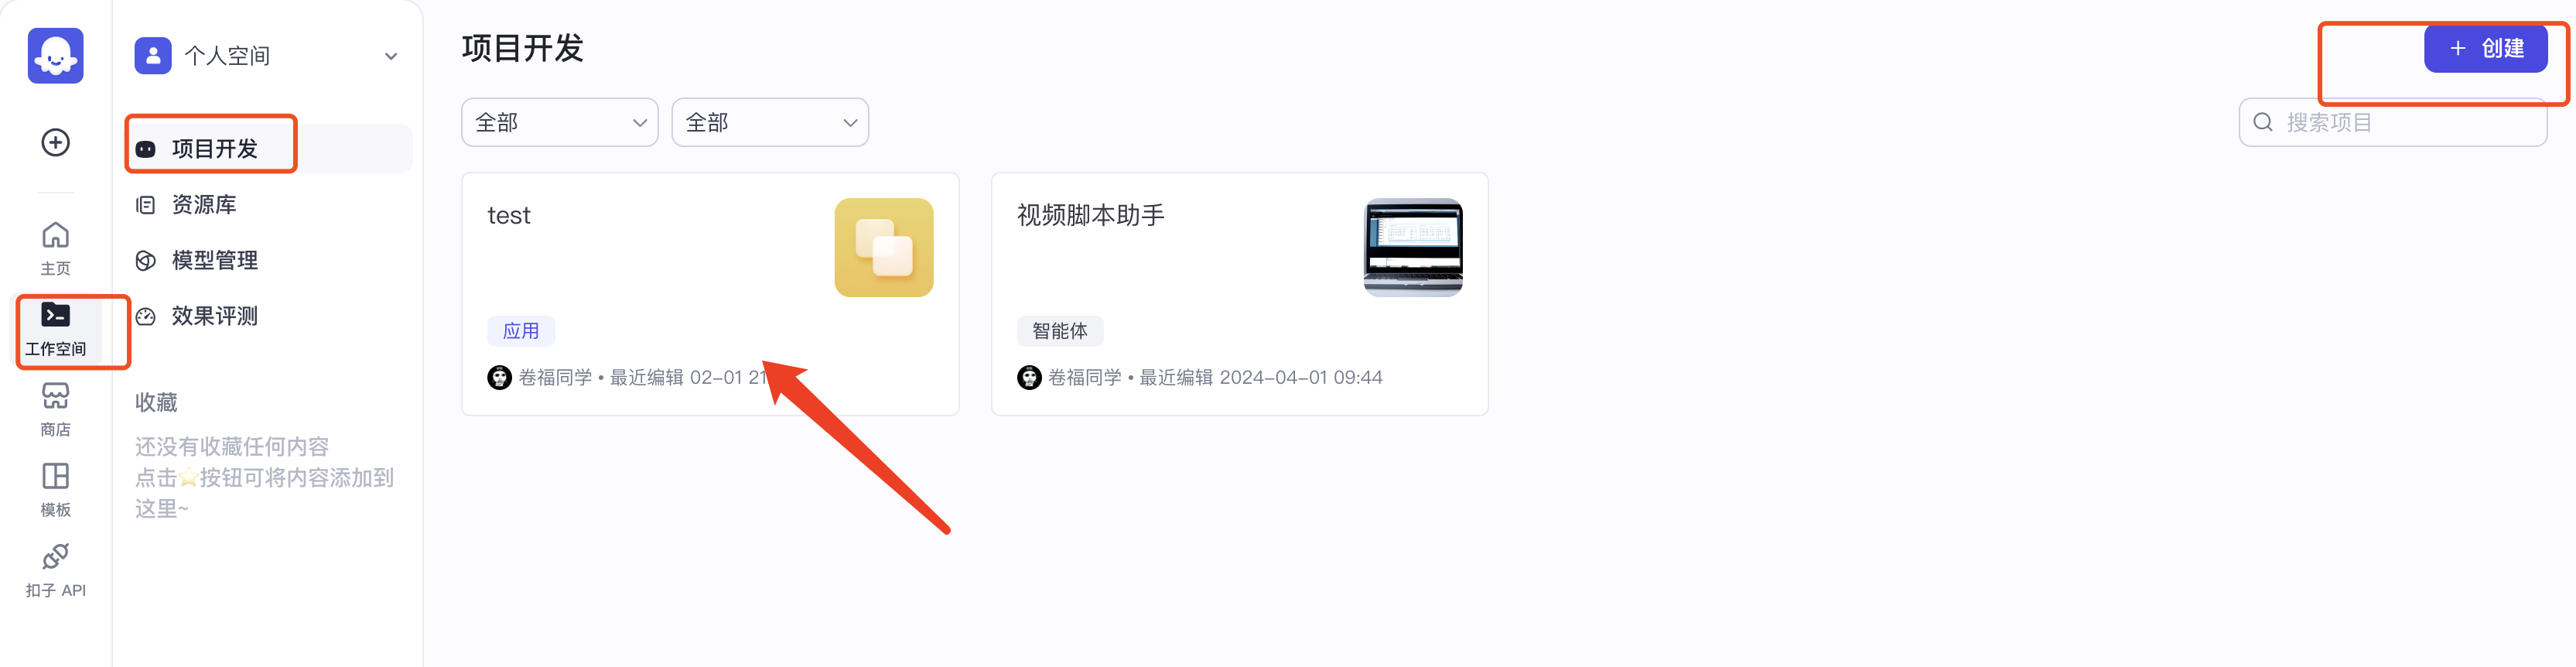 个人空间
项目开发
资源库
模型管理
效果评测
收藏
还没有收藏任何内容
点击⭐按钮可将内容添加到
这里~
主页
工作空间
商店
模板
扣子 API
项目开发
+ 创建
全部
全部
搜索项目
test
应用
卷福同学 • 最近编辑 02-01 21
视频脚本助手
智能体
卷福同学 • 最近编辑 2024-04-01 09:44